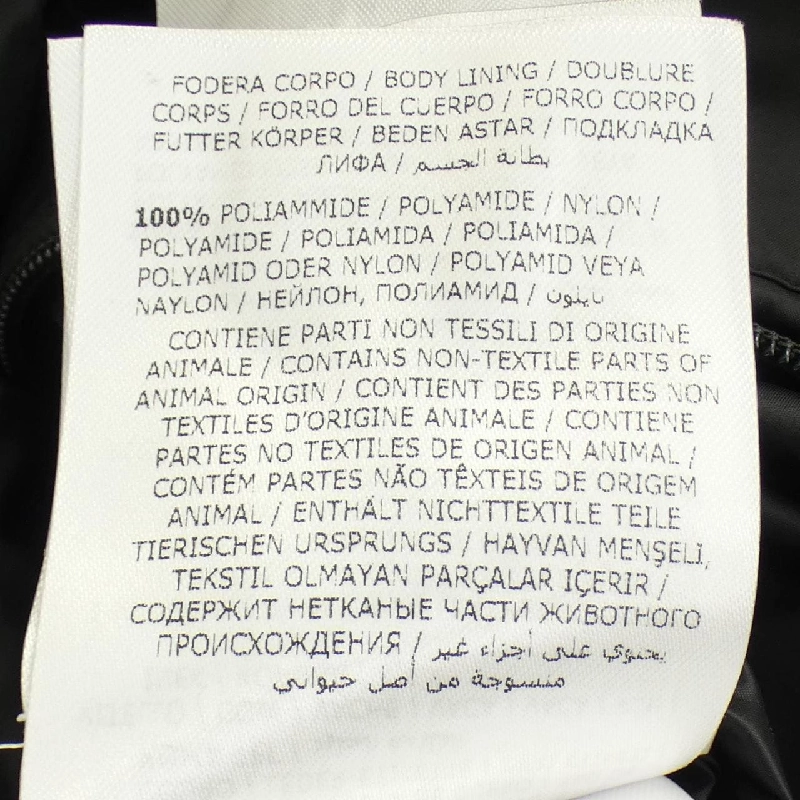 FODERA CORPO / BODY LINING / DOUBLURE
CORPS / FORRO DEL CUERPO / FORRO CORPO /
FUTTER KÖRPER / BEDEN ASTAR / ПОДКЛАДКА
ЛИФА / بطانة الجسم
100% POLIAMMIDE / POLYAMIDE / NYLON /
POLYAMIDE / POLIAMIDA / POLIAMIDA /
POLYAMID ODER NYLON / POLYAMID VEYA
NAYLON / НЕЙЛОН, ПОЛИАМИД / نايلون
CONTIENE PARTI NON TESSILI DI ORIGINE
ANIMALE / CONTAINS NON-TEXTILE PARTS OF
ANIMAL ORIGIN / CONTIENT DES PARTIES NON
TEXTILES D'ORIGINE ANIMALE / CONTIENE
PARTES NO TEXTILES DE ORIGEN ANIMAL /
CONTÉM PARTES NÃO TÊXTEIS DE ORIGEM
ANIMAL / ENTHÄLT NICHTTEXTILE TEILE
TIERISCHEN URSPRUNGS / HAYVAN MENŞELİ,
TEKSTIL OLMAYAN PARÇALAR IÇERIR /
СОДЕРЖИТ НЕТКАНЫЕ ЧАСТИ ЖИВОТНОГО
ПРОИСХОЖДЕНИЯ / يحتوي على أجزاء غير
منسوجة من أصل حيواني